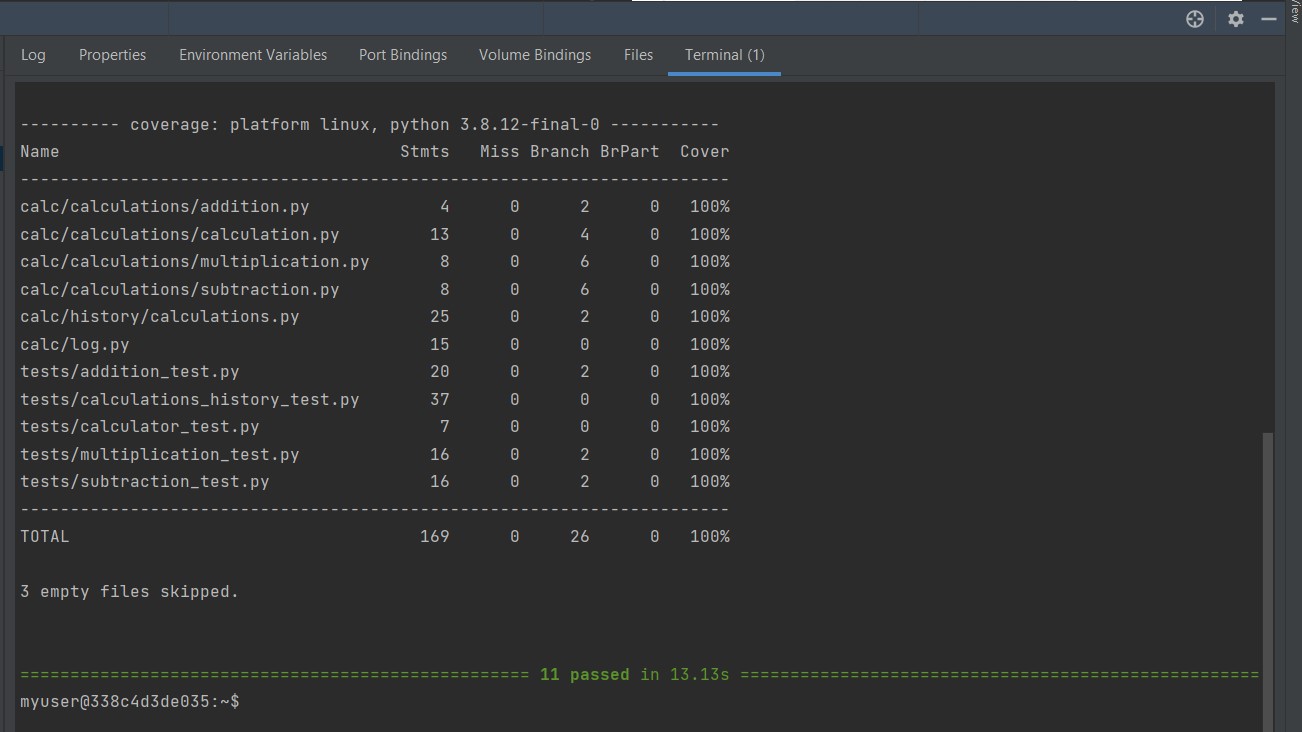 View
Log Properties Environment Variables Port Bindings Volume Bindings Files Terminal (1)
---------- coverage: platform linux, python 3.8.12-final-0 -----------
Name                                  Stmts   Miss Branch BrPart  Cover
-----------------------------------------------------------------------
calc/calculations/addition.py             4      0      2      0   100%
calc/calculations/calculation.py         13      0      4      0   100%
calc/calculations/multiplication.py       8      0      6      0   100%
calc/calculations/subtraction.py          8      0      6      0   100%
calc/history/calculations.py             25      0      2      0   100%
calc/log.py                              15      0      0      0   100%
tests/addition_test.py                   20      0      2      0   100%
tests/calculations_history_test.py       37      0      0      0   100%
tests/calculator_test.py                  7      0      0      0   100%
tests/multiplication_test.py             16      0      2      0   100%
tests/subtraction_test.py                16      0      2      0   100%
-----------------------------------------------------------------------
TOTAL                                   169      0     26      0   100%
3 empty files skipped.
=================================================== 11 passed in 13.13s ====================================================
myuser@338c4d3de035:~$